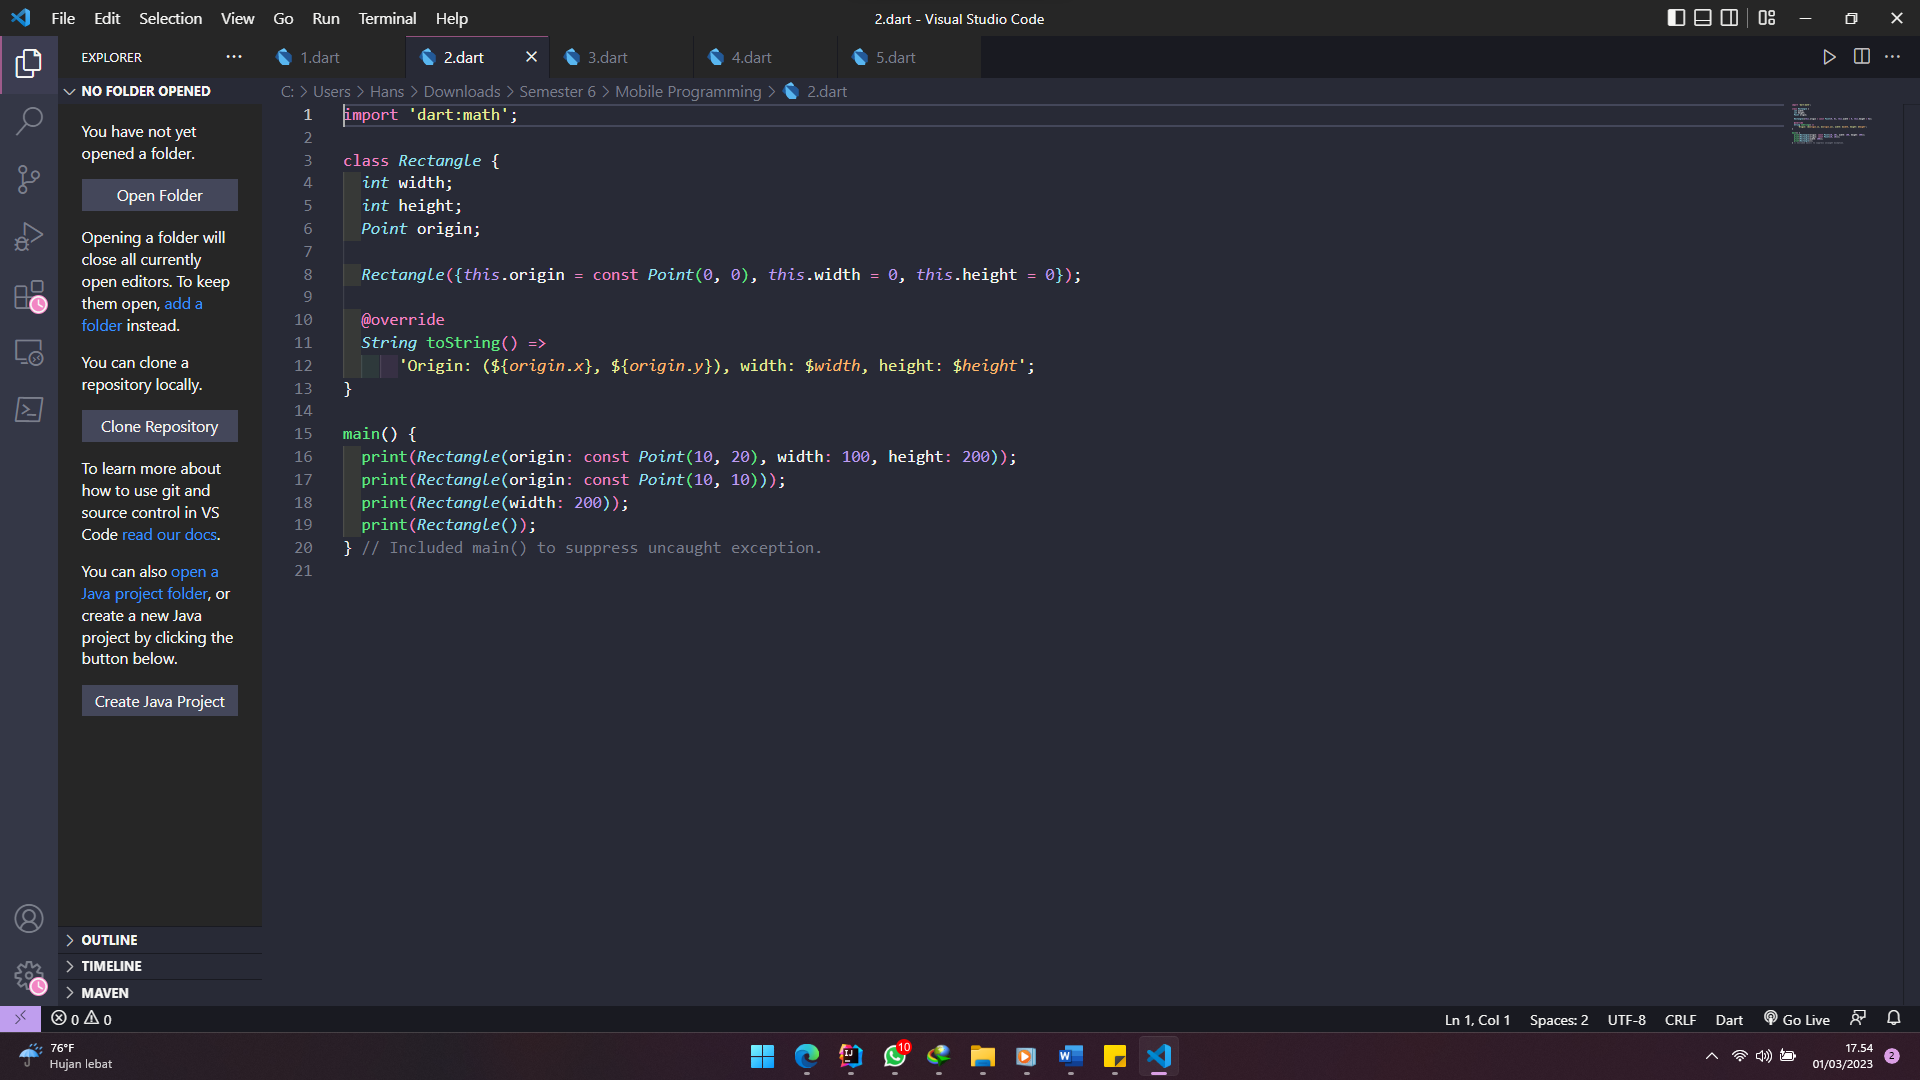 File Edit Selection View Go Run Terminal Help
2.dart - Visual Studio Code
EXPLORER
1.dart 2.dart 3.dart 4.dart 5.dart
NO FOLDER OPENED
C: > Users > Hans > Downloads > Semester 6 > Mobile Programming > 2.dart
You have not yet
opened a folder.
Open Folder
Opening a folder will
close all currently
open editors. To keep
them open, add a
folder instead.
You can clone a
repository locally.
Clone Repository
To learn more about
how to use git and
source control in VS
Code read our docs.
You can also open a
Java project folder, or
create a new Java
project by clicking the
button below.
Create Java Project
OUTLINE
TIMELINE
MAVEN
1 import 'dart:math';
2
3 class Rectangle {
4 int width;
5 int height;
6 Point origin;
7
8 Rectangle({this.origin = const Point(0, 0), this.width = 0, this.height = 0});
9
10 @override
11 String toString() =>
12 'Origin: (${origin.x}, ${origin.y}), width: $width, height: $height';
13 }
14
15 main() {
16 print(Rectangle(origin: const Point(10, 20), width: 100, height: 200));
17 print(Rectangle(origin: const Point(10, 10)));
18 print(Rectangle(width: 200));
19 print(Rectangle());
20 } // Included main() to suppress uncaught exception.
21
0 0
Ln 1, Col 1 Spaces: 2 UTF-8 CRLF Dart Go Live
76°F
Hujan lebat
10
17.54
01/03/2023
2